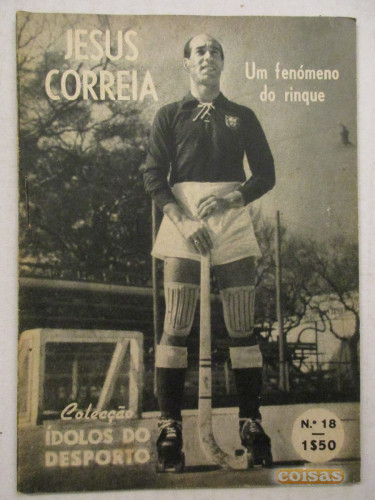 JESUS
CORREIA
Um fenómeno
do rinque
Colecção
ÍDOLOS DO
DESPORTO
N.º 18
1$50
coisas